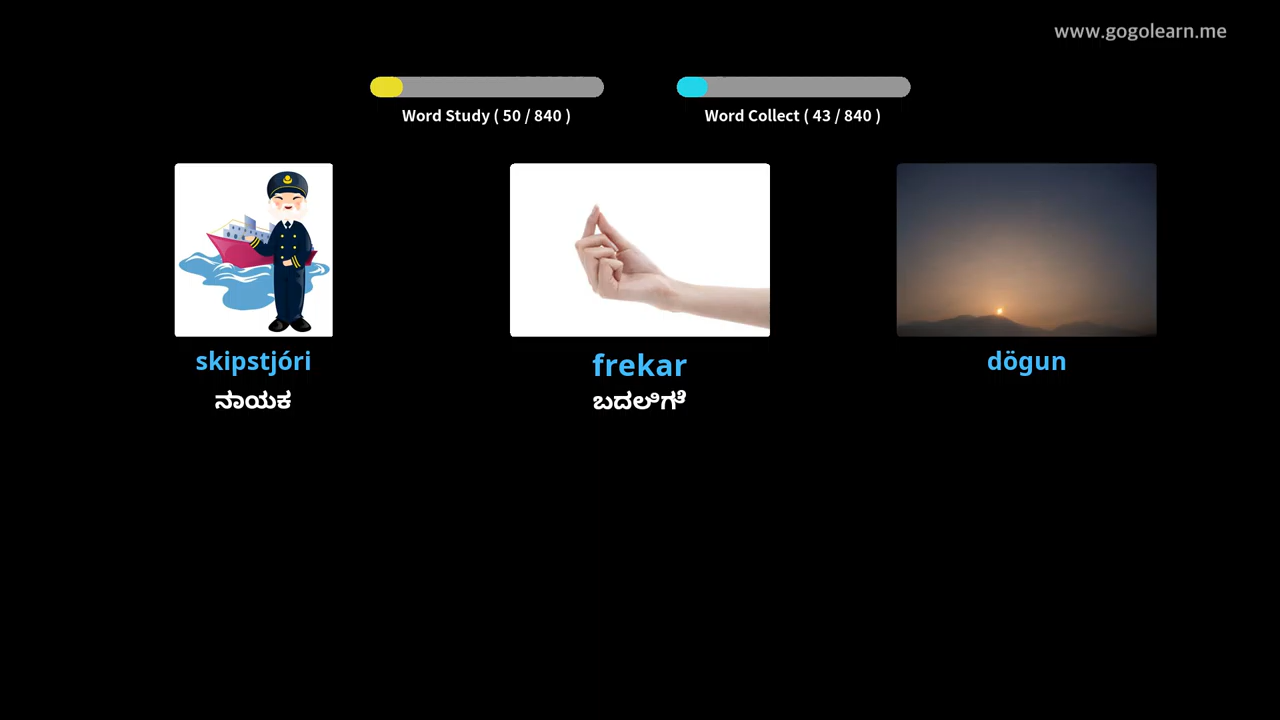 www.gogolearn.me
Word Study ( 50 / 840 )
Word Collect ( 43 / 840 )
skipstjóri
frekar
dögun
ನಾಯಕ
ಬದಲಿಗೆ